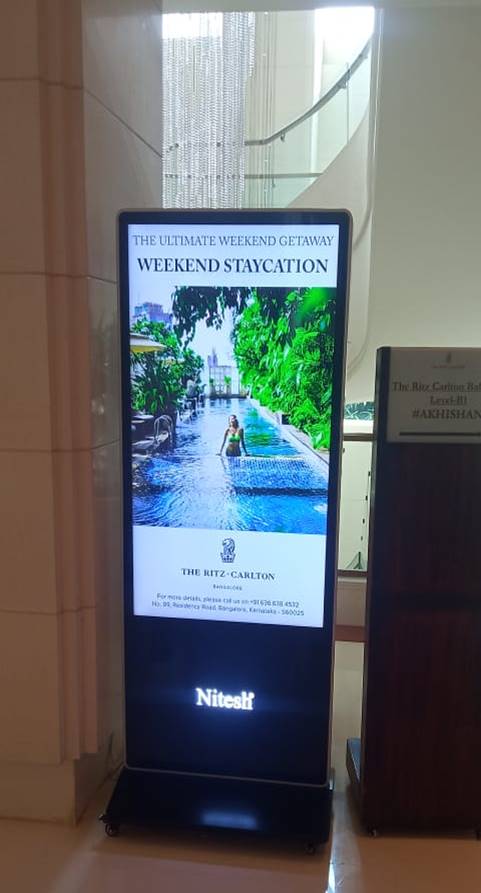 THE ULTIMATE WEEKEND GETAWAY
WEEKEND STAYCATION
THE RITZ-CARLTON
BANGALORE
For more details, please call us on +91 636 638 4532
No. 99, Residency Road, Bangalore, Karnataka - 560025
Nitesh
The Ritz Carlton
Level-B1
#AKHISHAN